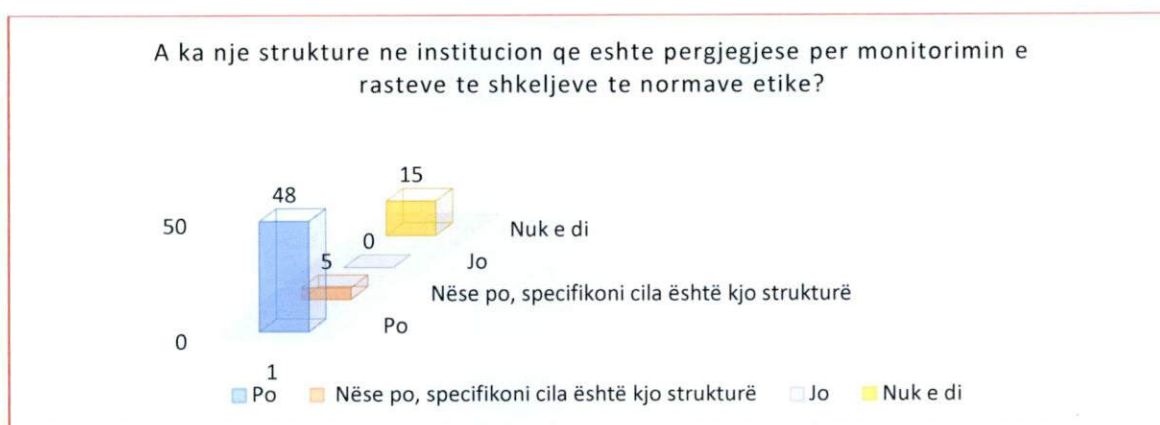 A ka nje strukture ne institucion qe eshte pergjegjese per monitorimin e
rasteve te shkeljeve te normave etike?
15
48
50
Nuk e di
0
Jo
5
Nëse po, specifikoni cila është kjo strukturë
Po
0
1
Po Nëse po, specifikoni cila është kjo strukturë Jo Nuk e di